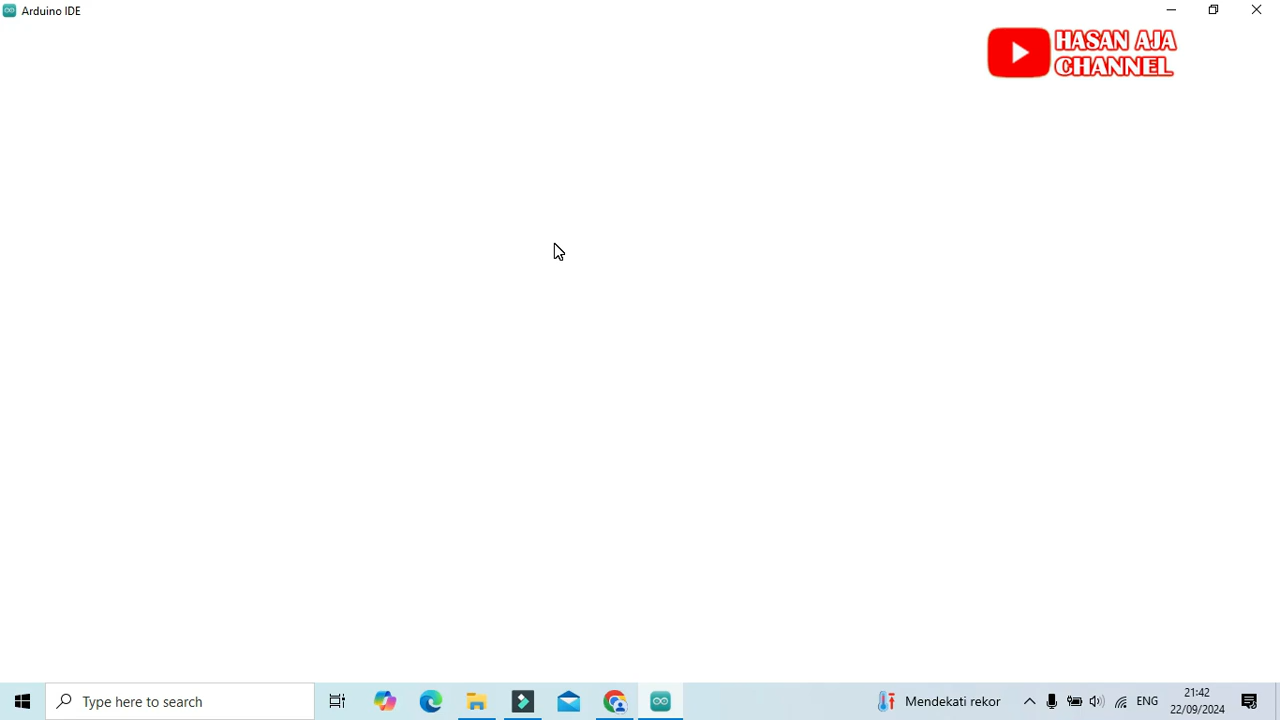 Arduino IDE
HASAN AJA
CHANNEL
Type here to search
Mendekati rekor
ENG
21:42
22/09/2024